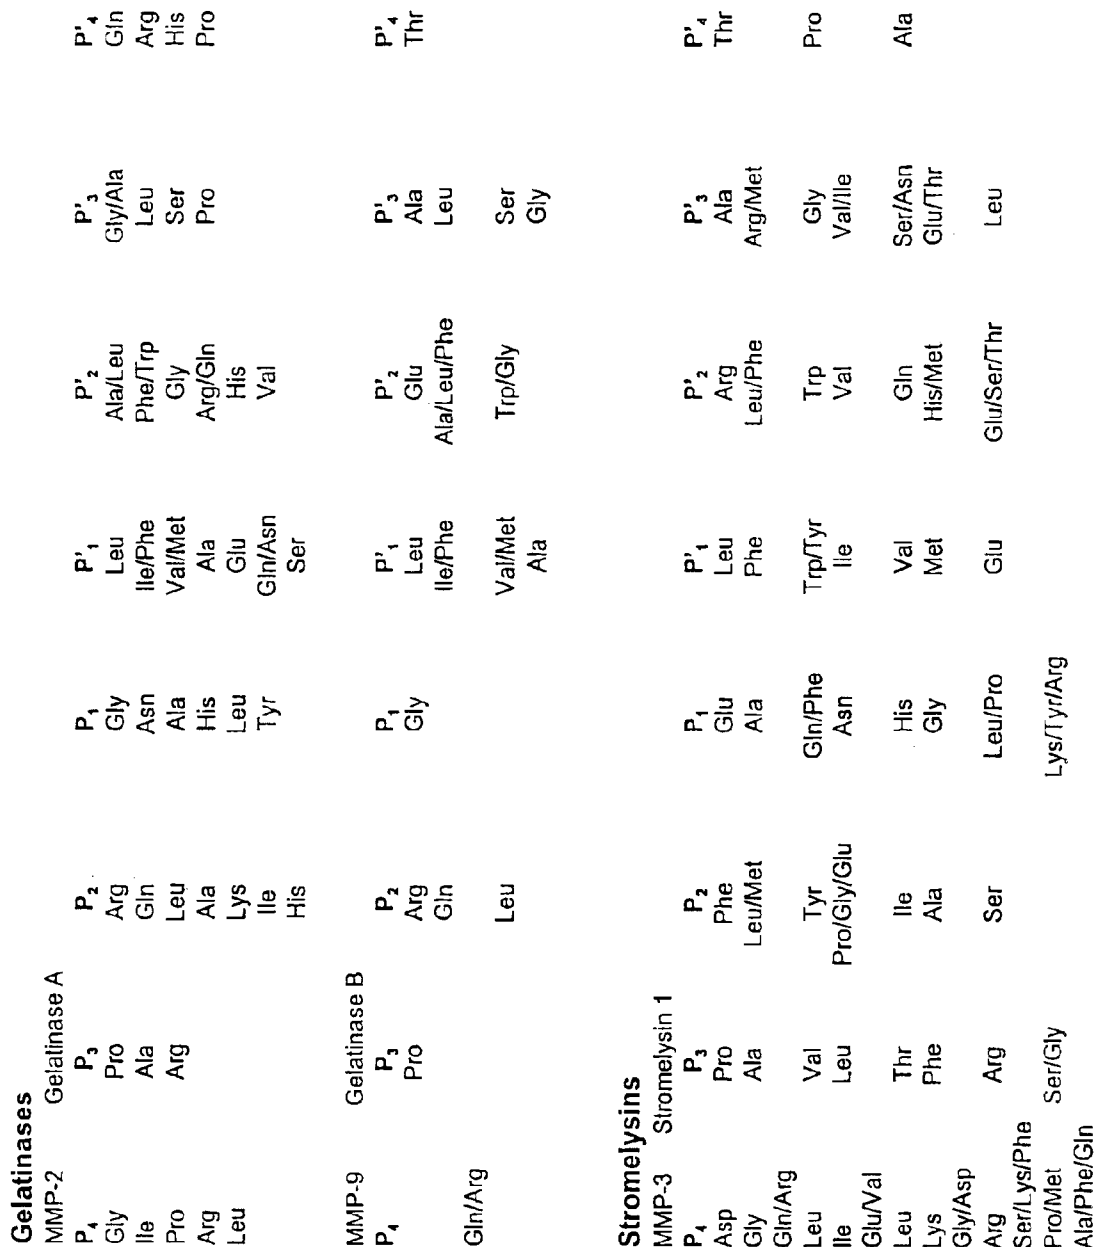 Gelatinases
MMP-2 Gelatinase A
P4 P3 P2 P1 P'1 P'2 P'3 P'4
Gly Pro Arg Gly Leu Ala/Leu Gly/Ala Gln
Ile Ala Gln Asn Ile/Phe Phe/Trp Leu Arg
Pro Arg Leu Ala Val/Met Gly Ser His
Arg Ala His Ala Arg/Gln Pro Pro
Leu Lys Leu Glu His
Ile Tyr Gln/Asn Val
His Ser
MMP-9 Gelatinase B
P4 P3 P2 P1 P'1 P'2 P'3 P'4
Pro Arg Gly Leu Glu Ala Thr
Gln Ile/Phe Ala/Leu/Phe Leu
Gln/Arg
Leu Val/Met Trp/Gly Ser
Ala Gly
Stromelysins
MMP-3 Stromelysin 1
P4 P3 P2 P1 P'1 P'2 P'3 P'4
Asp Pro Phe Glu Leu Arg Ala Thr
Gly Ala Leu/Met Ala Phe Leu/Phe Arg/Met
Gln/Arg
Leu Val Tyr Gln/Phe Trp/Tyr Trp Gly Pro
Ile Leu Pro/Gly/Glu Asn Ile Val Val/Ile
Glu/Val
Leu Thr Ile His Val Gln Ser/Asn Ala
Lys Phe Ala Gly Met His/Met Glu/Thr
Gly/Asp
Arg Arg Ser Leu/Pro Glu Glu/Ser/Thr Leu
Ser/Lys/Phe
Pro/Met Ser/Gly Lys/Tyr/Arg
Ala/Phe/Gln